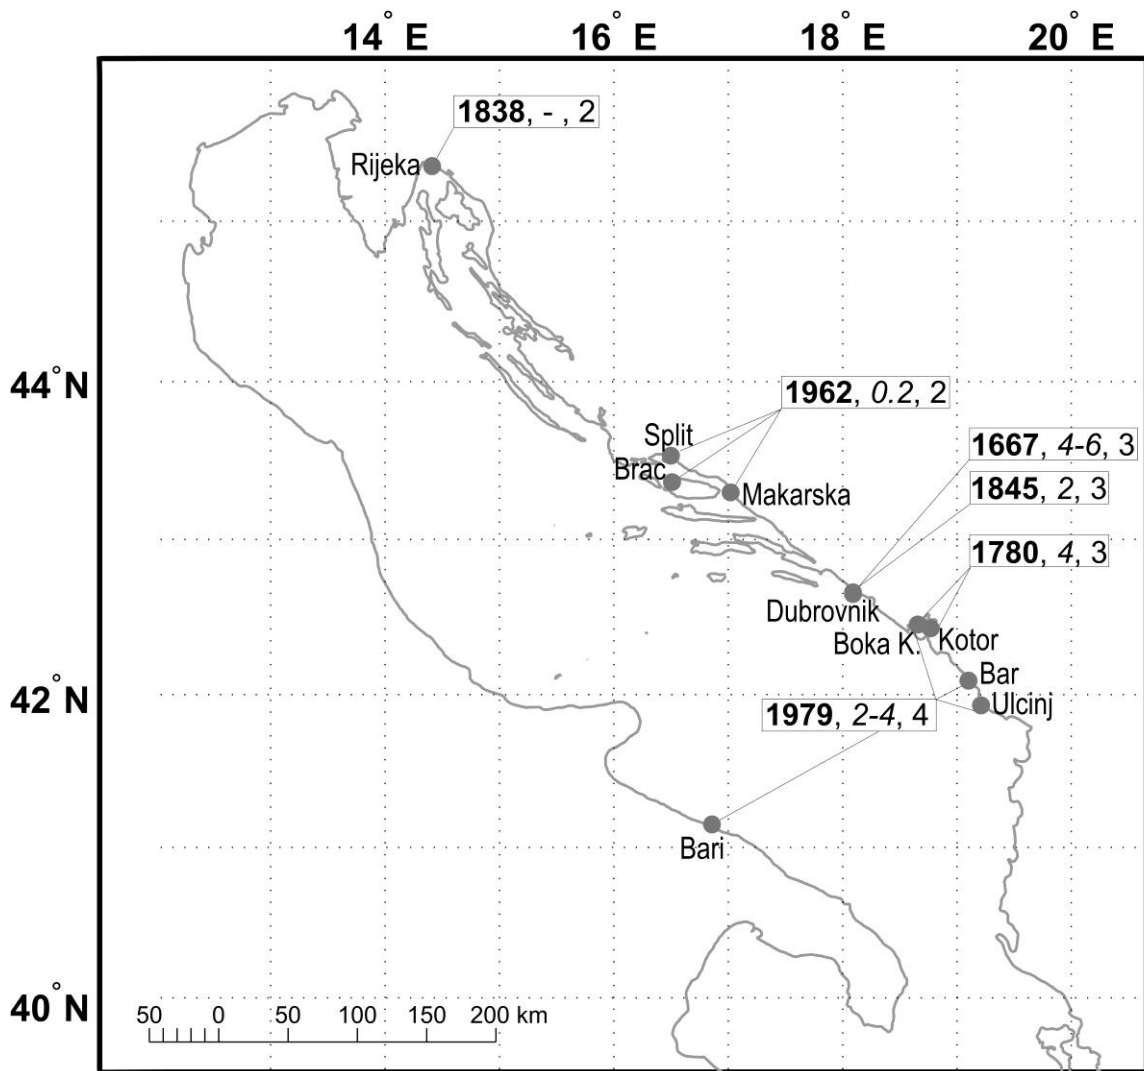 14° E 16° E 18° E 20° E
1838, - , 2
Rijeka
44°N
1962, 0.2, 2
Split
1667, 4-6, 3
Brac
Makarska
1845, 2, 3
1780, 4, 3
Dubrovnik
Boka K. Kotor
Bar
42°N
Ulcinj
1979, 2-4, 4
Bari
40°N
50 0 50 100 150 200 km